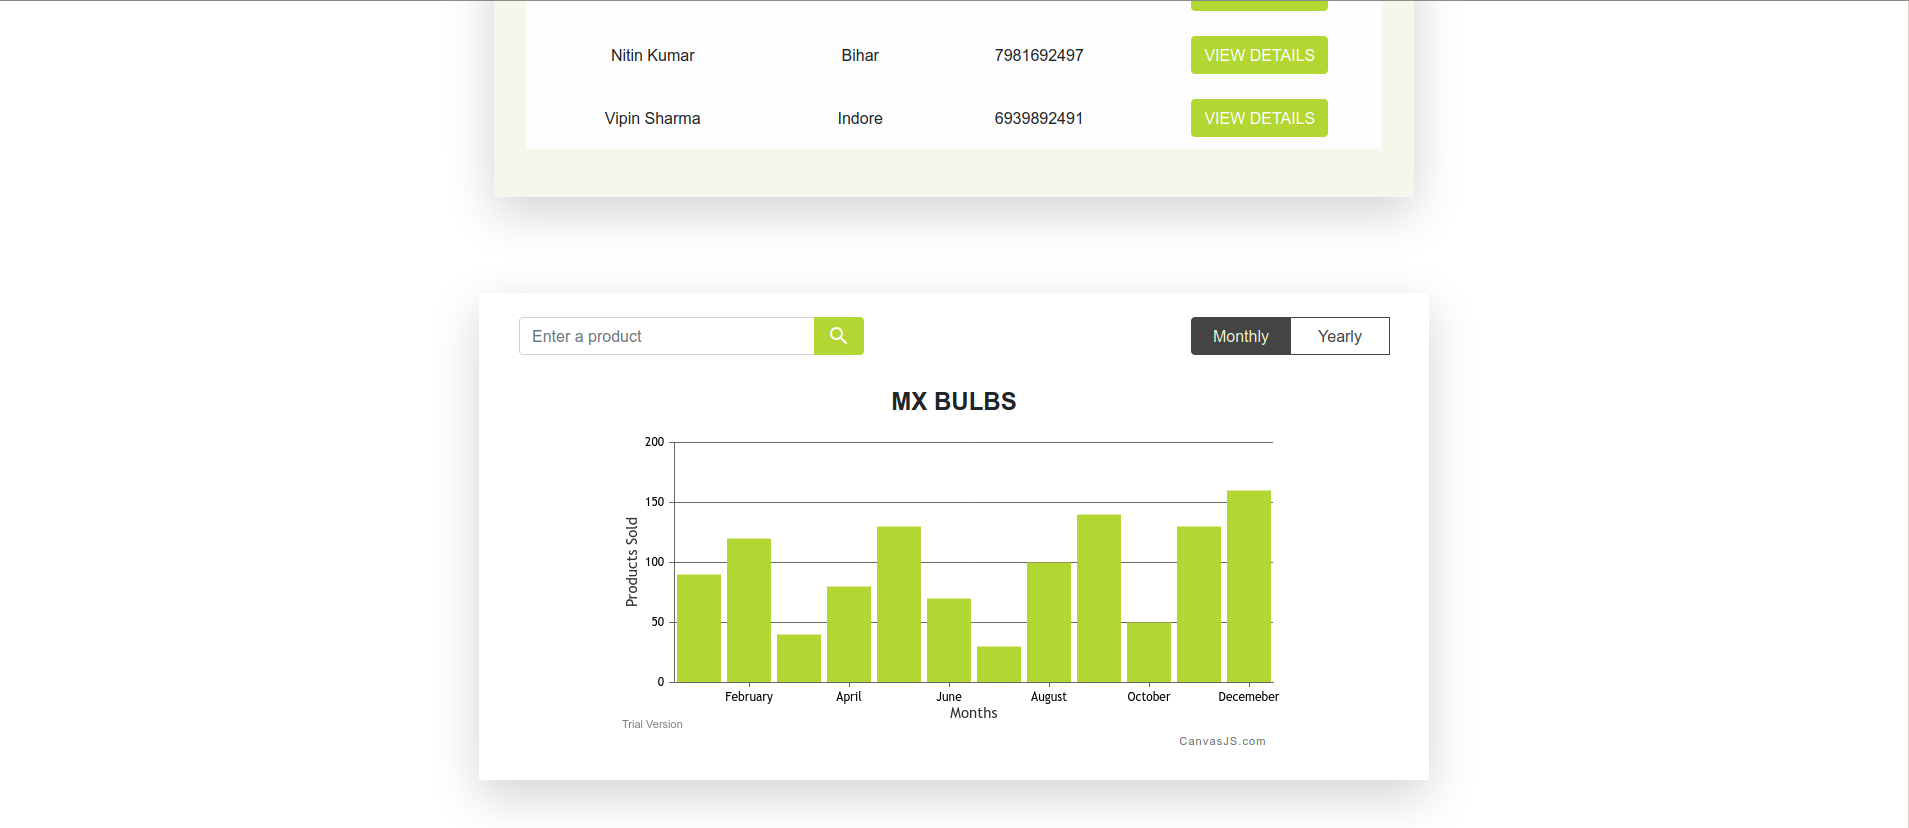 Nitin Kumar Bihar 7981692497 VIEW DETAILS
Vipin Sharma Indore 6939892491 VIEW DETAILS
Enter a product Monthly Yearly
MX BULBS
200
150
100
50
0
Products Sold
February April June August October Decemeber
Months
Trial Version
CanvasJS.com